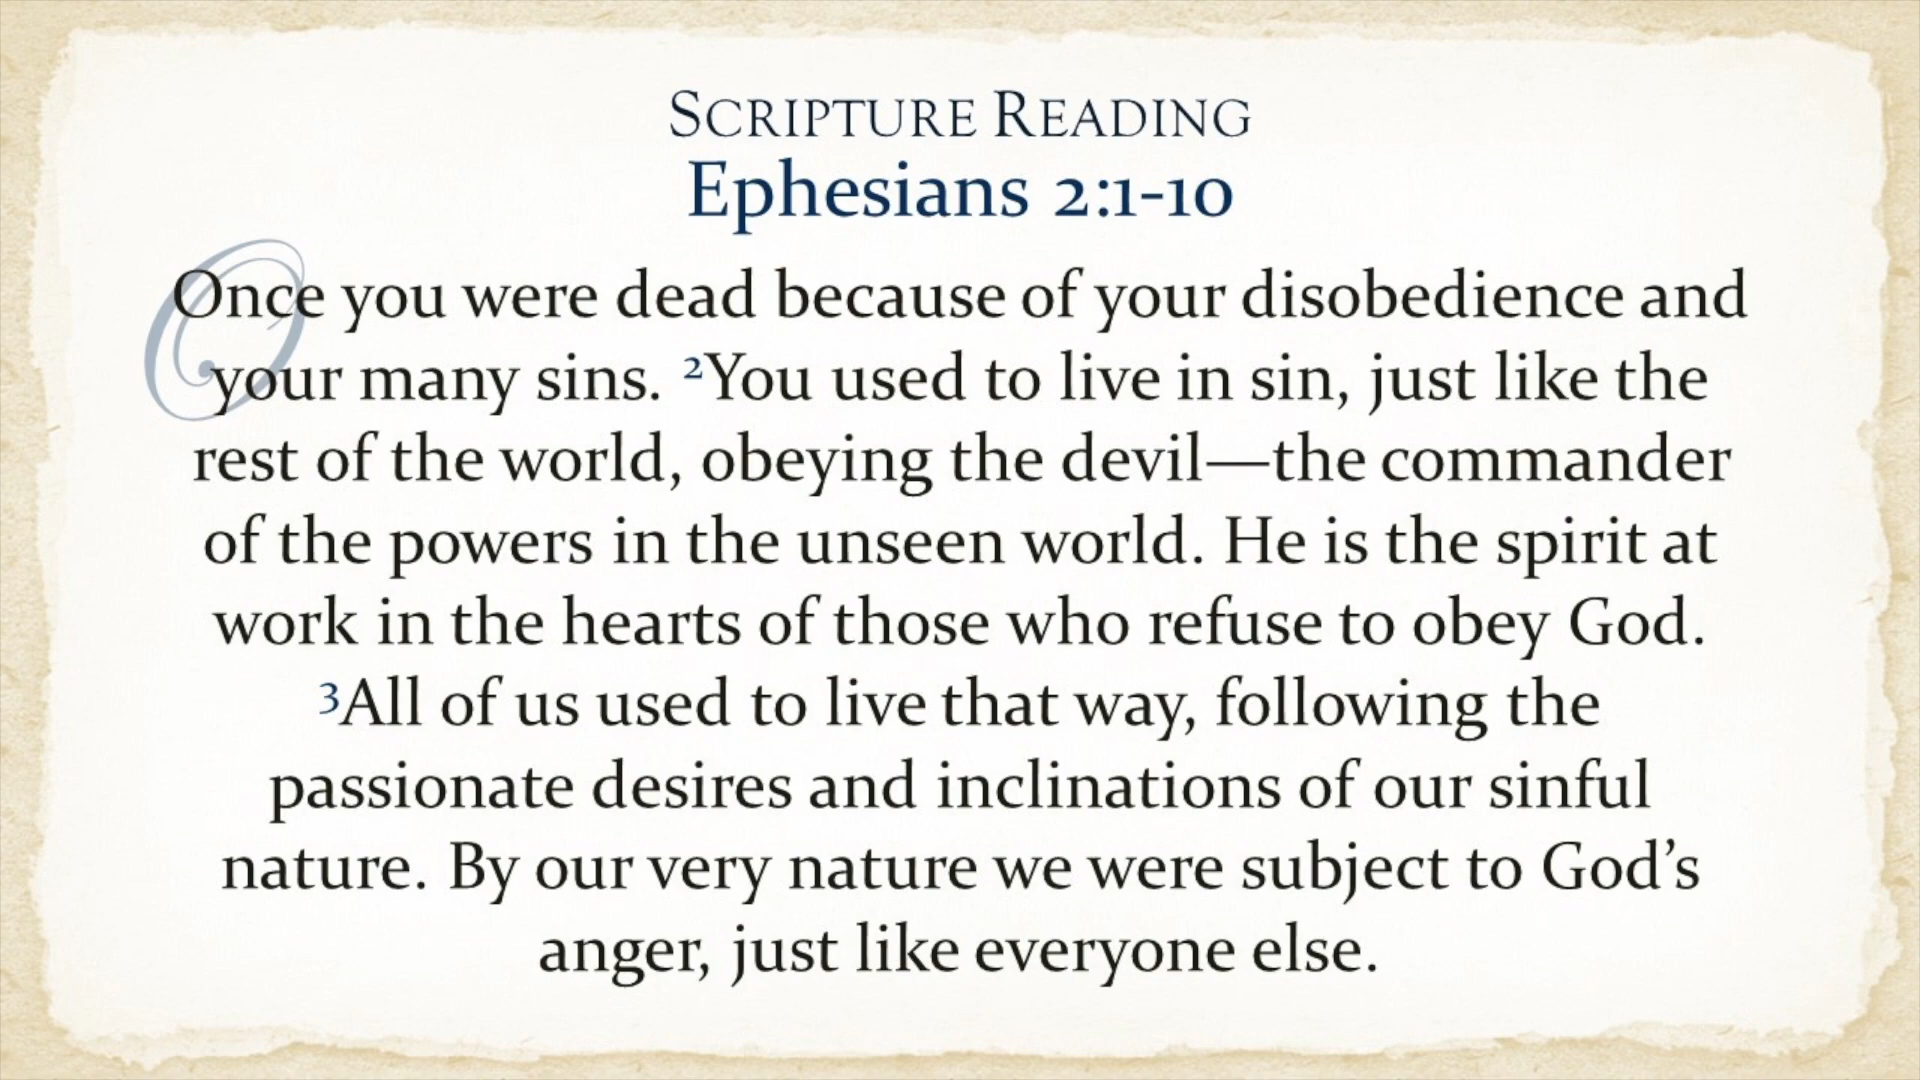 SCRIPTURE READING
Ephesians 2:1-10
Once you were dead because of your disobedience and
your many sins. ²You used to live in sin, just like the
rest of the world, obeying the devil—the commander
of the powers in the unseen world. He is the spirit at
work in the hearts of those who refuse to obey God.
³All of us used to live that way, following the
passionate desires and inclinations of our sinful
nature. By our very nature we were subject to God’s
anger, just like everyone else.